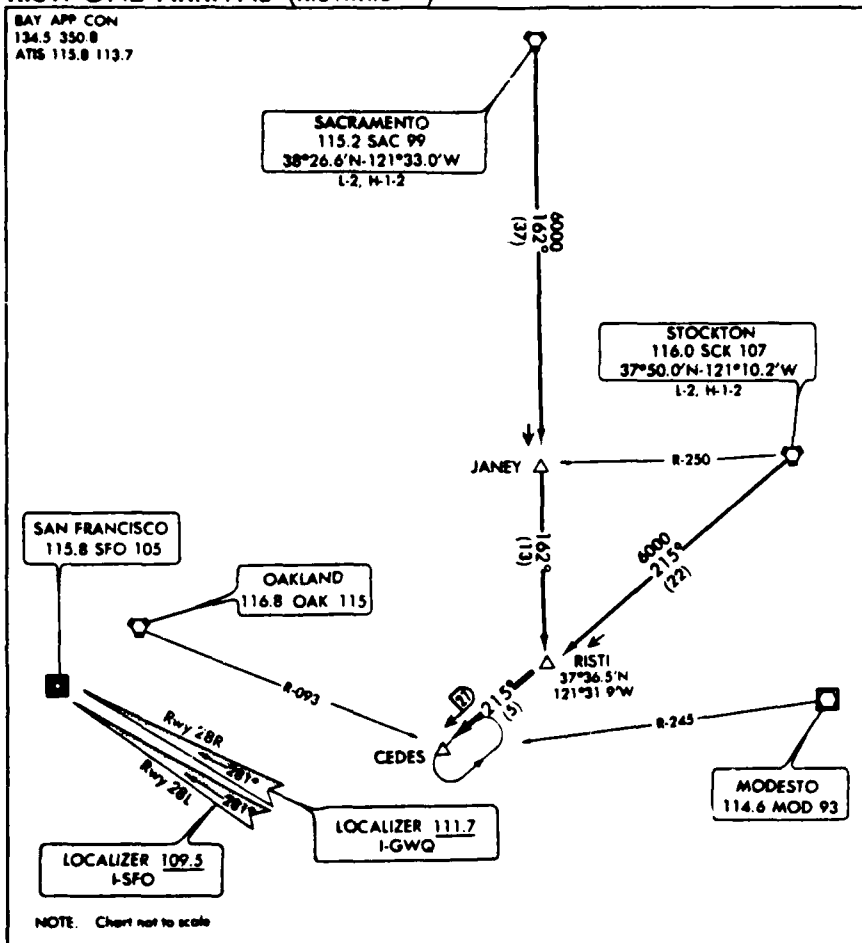 BAY APP CON
134.5 350.8
ATIS 115.8 113.7
SACRAMENTO
115.2 SAC 99
38°26.6'N-121°33.0'W
L-2, H-1-2
6000
162°
(37)
STOCKTON
116.0 SCK 107
37°50.0'N-121°10.2'W
L-2, H-1-2
JANEY
R-250
SAN FRANCISCO
115.8 SFO 105
OAKLAND
116.8 OAK 115
162°
(13)
6000
215°
(22)
RISTI
37°36.5'N
121°31.9'W
R-093
27
215°
(5)
R-245
CEDES
Rwy 28R
281°
Rwy 28L
281°
MODESTO
114.6 MOD 93
LOCALIZER 111.7
I-GWQ
LOCALIZER 109.5
I-SFO
NOTE. Chart not to scale